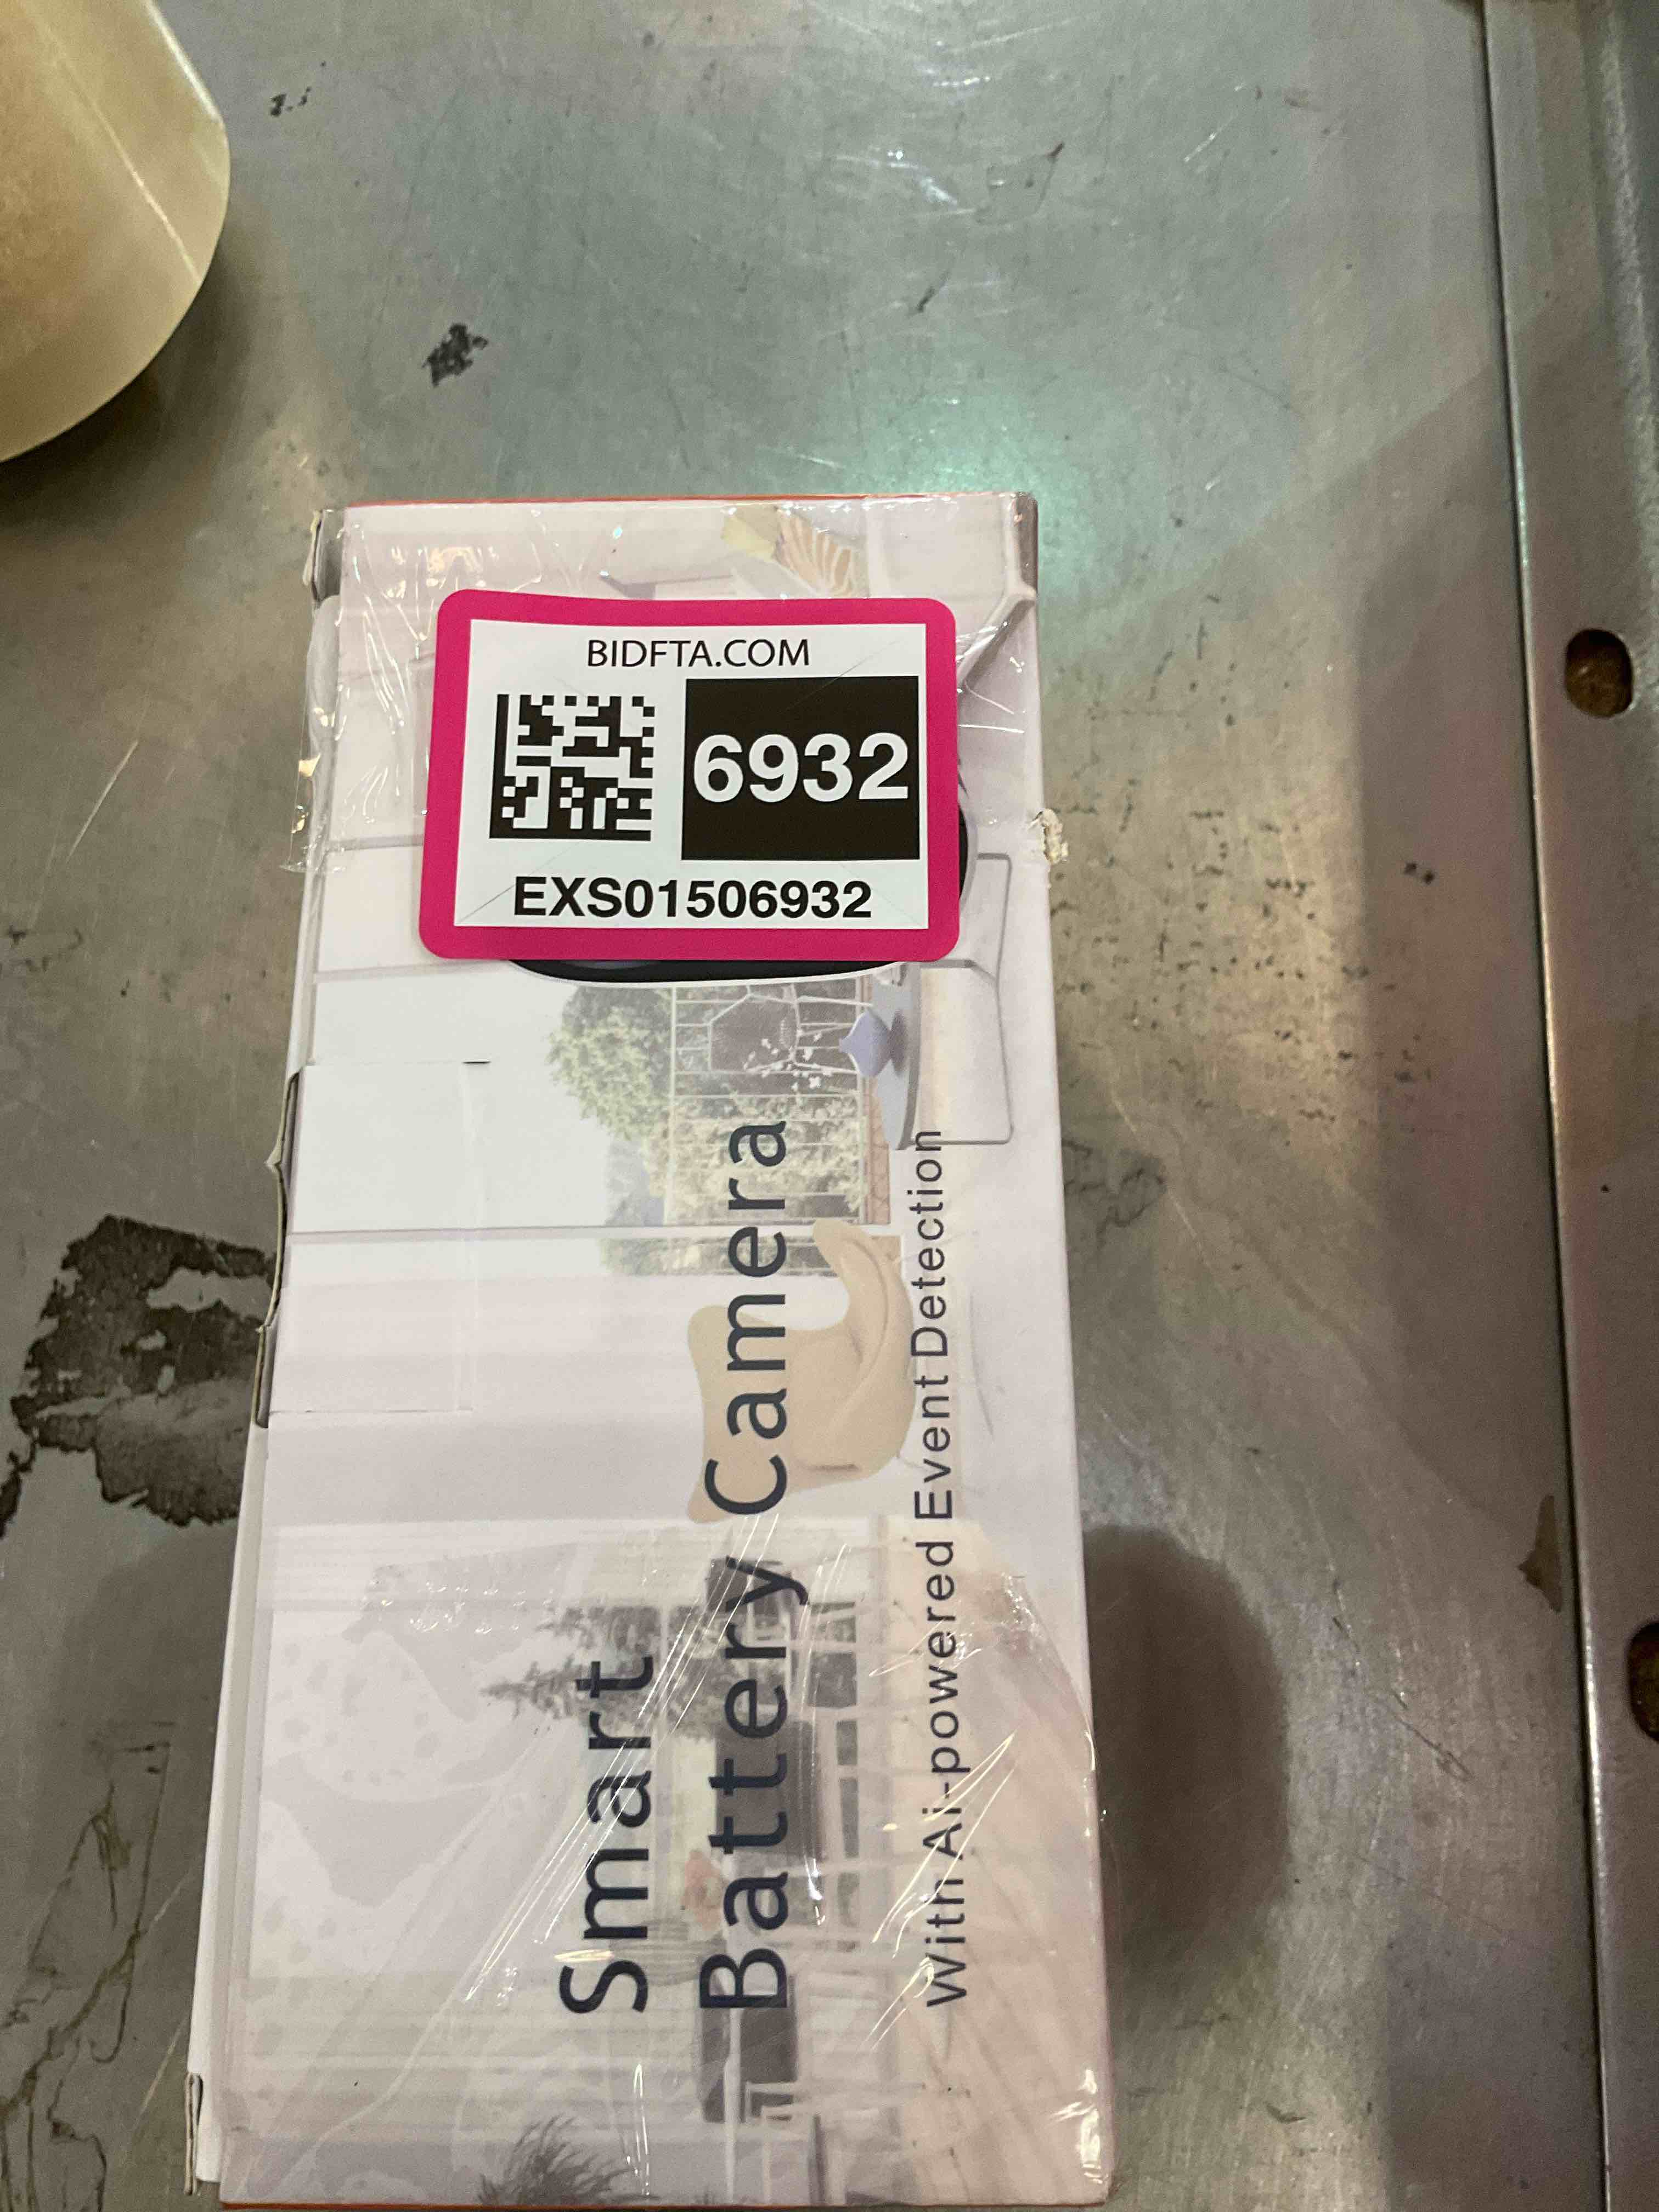 BIDFTA.COM
6932
EXS01506932
Smart
Battery Camera
With Ai-powered Event Detection